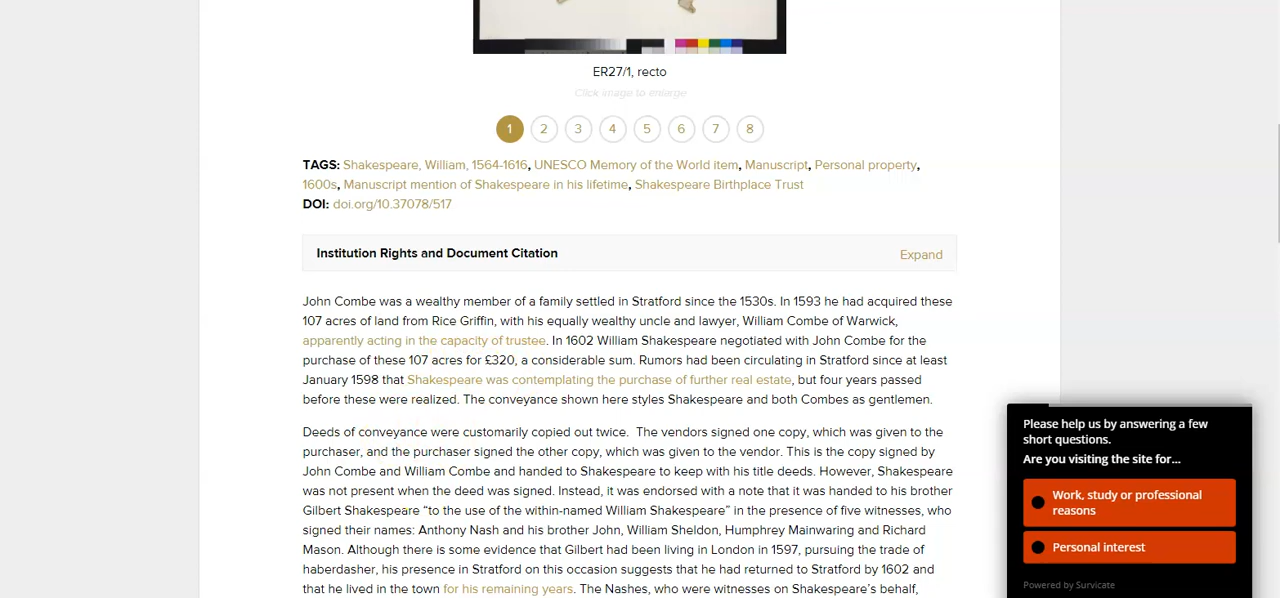 ER27/1, recto
Click image to enlarge
1 2 3 4 5 6 7 8
TAGS: Shakespeare, William, 1564-1616, UNESCO Memory of the World item, Manuscript, Personal property,
1600s, Manuscript mention of Shakespeare in his lifetime, Shakespeare Birthplace Trust
DOI: doi.org/10.37078/517
Institution Rights and Document Citation
Expand
John Combe was a wealthy member of a family settled in Stratford since the 1530s. In 1593 he had acquired these
107 acres of land from Rice Griffin, with his equally wealthy uncle and lawyer, William Combe of Warwick,
apparently acting in the capacity of trustee. In 1602 William Shakespeare negotiated with John Combe for the
purchase of these 107 acres for £320, a considerable sum. Rumors had been circulating in Stratford since at least
January 1598 that Shakespeare was contemplating the purchase of further real estate, but four years passed
before these were realized. The conveyance shown here styles Shakespeare and both Combes as gentlemen.
Deeds of conveyance were customarily copied out twice. The vendors signed one copy, which was given to the
purchaser, and the purchaser signed the other copy, which was given to the vendor. This is the copy signed by
John Combe and William Combe and handed to Shakespeare to keep with his title deeds. However, Shakespeare
was not present when the deed was signed. Instead, it was endorsed with a note that it was handed to his brother
Gilbert Shakespeare “to the use of the within-named William Shakespeare” in the presence of five witnesses, who
signed their names: Anthony Nash and his brother John, William Sheldon, Humphrey Mainwaring and Richard
Mason. Although there is some evidence that Gilbert had been living in London in 1597, pursuing the trade of
haberdasher, his presence in Stratford on this occasion suggests that he had returned to Stratford by 1602 and
that he lived in the town for his remaining years. The Nashes, who were witnesses on Shakespeare’s behalf,
Please help us by answering a few
short questions.
Are you visiting the site for...
Work, study or professional
reasons
Personal interest
Powered by Survicate